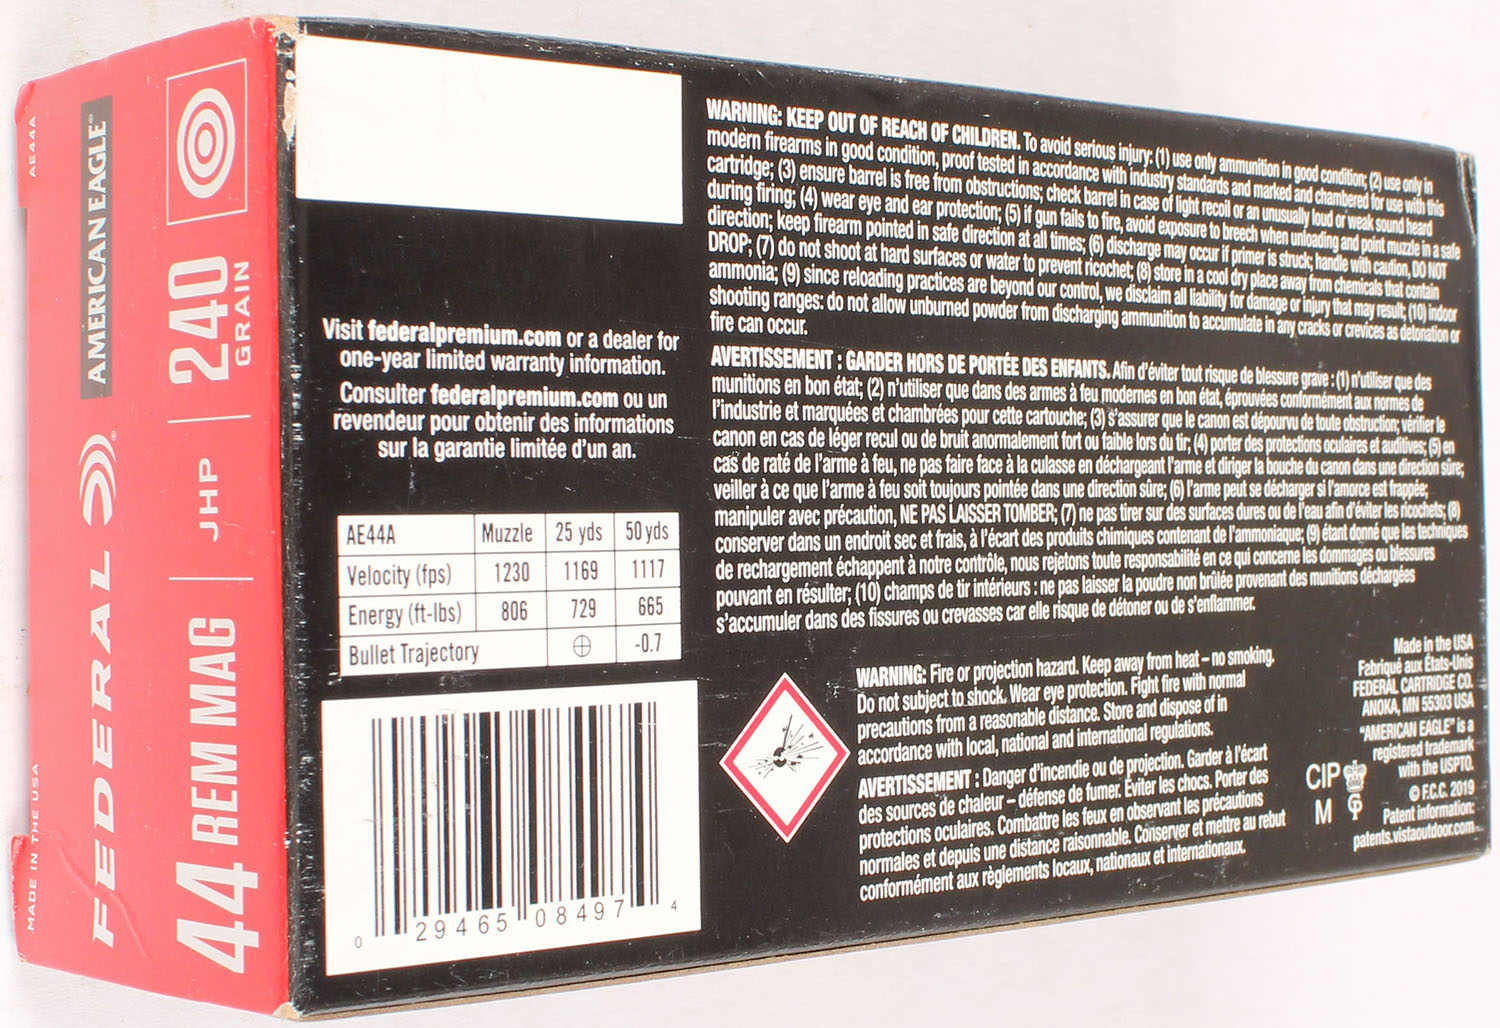 AE44A
AMERICAN EAGLE®
FEDERAL ®
MADE IN THE USA
240
GRAIN
JHP
44 REM MAG
Visit federalpremium.com or a dealer for
one-year limited warranty information.
Consulter federalpremium.com ou un
revendeur pour obtenir des informations
sur la garantie limitée d'un an.
AE44A Muzzle 25 yds 50 yds
Velocity (fps) 1230 1169 1117
Energy (ft-lbs) 806 729 665
Bullet Trajectory ⊕ -0.7
0 29465 08497 4
WARNING: KEEP OUT OF REACH OF CHILDREN. To avoid serious injury: (1) use only ammunition in good condition; (2) use only in
modern firearms in good condition, proof tested in accordance with industry standards and marked and chambered for use with this
cartridge; (3) ensure barrel is free from obstructions; check barrel in case of light recoil or an unusually loud or weak sound heard
during firing; (4) wear eye and ear protection; (5) if gun fails to fire, avoid exposure to breech when unloading and point muzzle in a safe
direction; keep firearm pointed in safe direction at all times; (6) discharge may occur if primer is struck; handle with caution, DO NOT
DROP; (7) do not shoot at hard surfaces or water to prevent ricochet; (8) store in a cool dry place away from chemicals that contain
ammonia; (9) since reloading practices are beyond our control, we disclaim all liability for damage or injury that may result; (10) indoor
shooting ranges: do not allow unburned powder from discharging ammunition to accumulate in any cracks or crevices as detonation or
fire can occur.
AVERTISSEMENT : GARDER HORS DE PORTÉE DES ENFANTS. Afin d'éviter tout risque de blessure grave : (1) n'utiliser que des
munitions en bon état; (2) n'utiliser que dans des armes à feu modernes en bon état, éprouvées conformément aux normes de
l'industrie et marquées et chambrées pour cette cartouche; (3) s'assurer que le canon est dépourvu de toute obstruction; vérifier le
canon en cas de léger recul ou de bruit anormalement fort ou faible lors du tir; (4) porter des protections oculaires et auditives; (5) en
cas de raté de l'arme à feu, ne pas faire face à la culasse en déchargeant l'arme et diriger la bouche du canon dans une direction sûre;
veiller à ce que l'arme à feu soit toujours pointée dans une direction sûre; (6) l'arme peut se décharger si l'amorce est frappée;
manipuler avec précaution, NE PAS LAISSER TOMBER; (7) ne pas tirer sur des surfaces dures ou de l'eau afin d'éviter les ricochets; (8)
conserver dans un endroit sec et frais, à l'écart des produits chimiques contenant de l'ammoniaque; (9) étant donné que les techniques
de rechargement échappent à notre contrôle, nous rejetons toute responsabilité en ce qui concerne les dommages ou blessures
pouvant en résulter; (10) champs de tir intérieurs : ne pas laisser la poudre non brûlée provenant des munitions déchargées
s'accumuler dans des fissures ou crevasses car elle risque de détoner ou de s'enflammer.
WARNING: Fire or projection hazard. Keep away from heat – no smoking.
Do not subject to shock. Wear eye protection. Fight fire with normal
precautions from a reasonable distance. Store and dispose of in
accordance with local, national and international regulations.
AVERTISSEMENT : Danger d'incendie ou de projection. Garder à l'écart
des sources de chaleur – défense de fumer. Éviter les chocs. Porter des
protections oculaires. Combattre les feux en observant les précautions
normales et depuis une distance raisonnable. Conserver et mettre au rebut
conformément aux règlements locaux, nationaux et internationaux.
CIP
M
Made in the USA
Fabriqué aux États-Unis
FEDERAL CARTRIDGE CO.
ANOKA, MN 55303 USA
"AMERICAN EAGLE" is a
registered trademark
with the USPTO.
© F.C.C. 2019
Patent information:
patents.vistaoutdoor.com